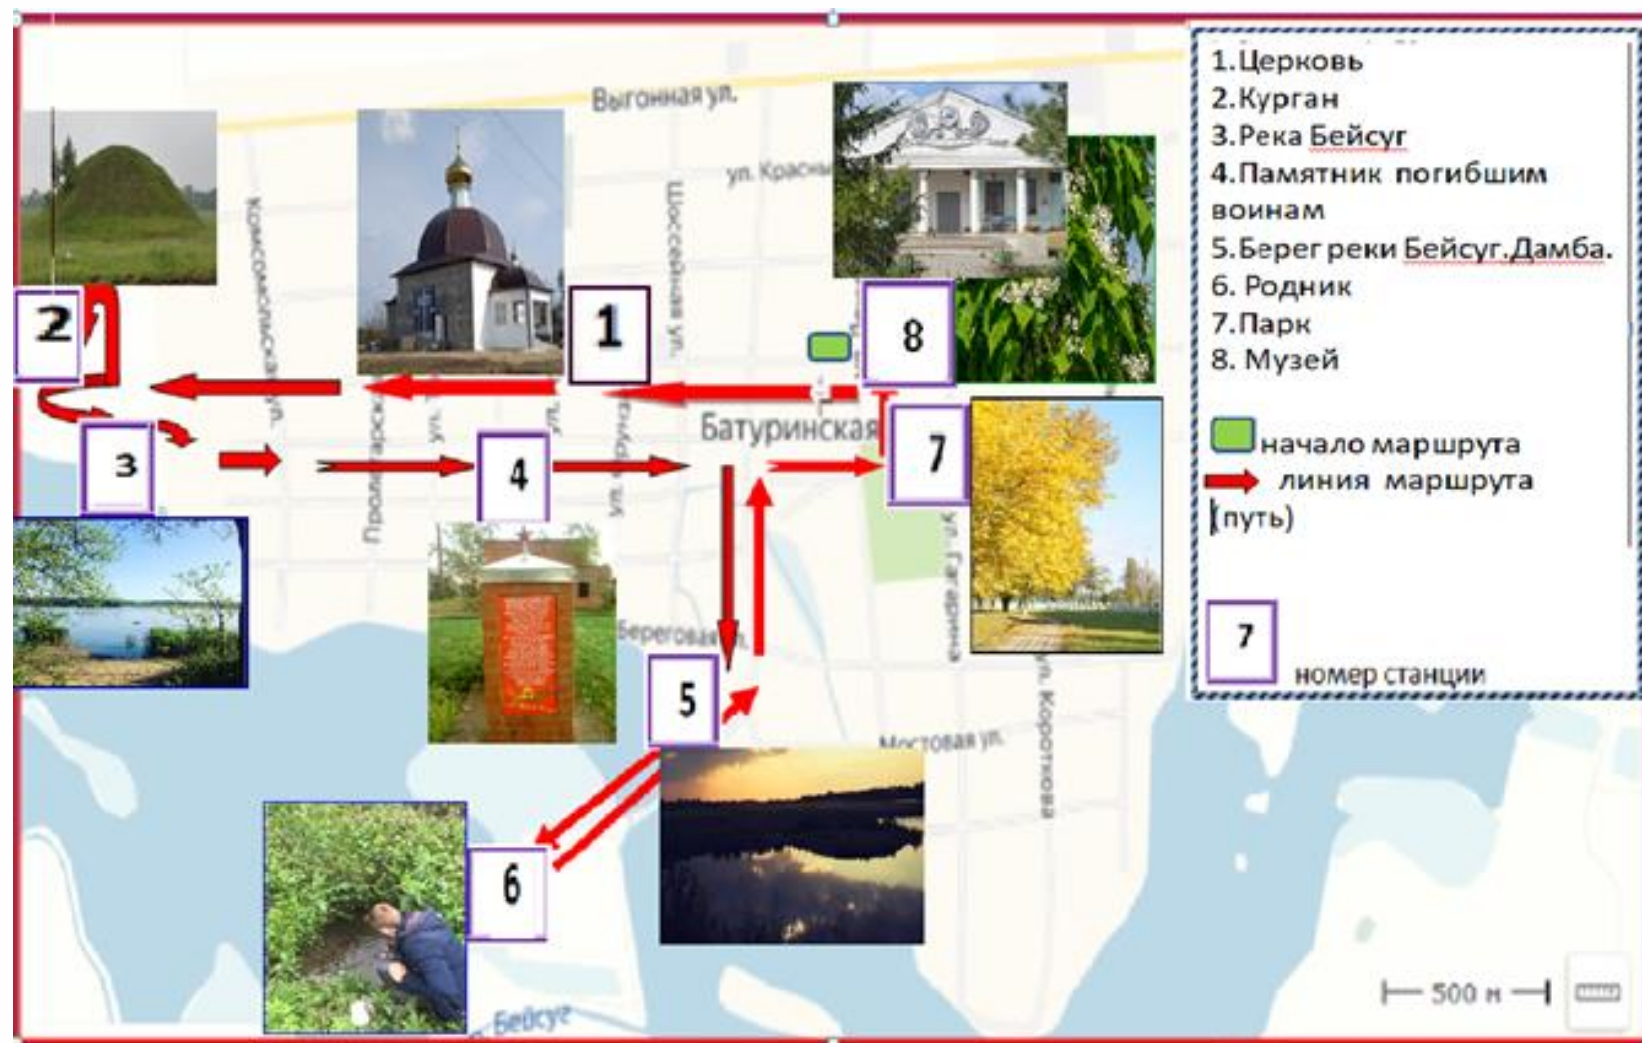 Выгонная ул.
ул. Красны
Комсомольская ул.
Шоссейная ул.
2
1
8
Батуринская
3
4
7
Пролетарска
ул.
ул.
ул. Фрунз
ул. Гагарина
Береговая ул.
5
Мостовая ул.
ул. Короткова
6
Бейсуг
500 м
1.Церковь
2.Курган
3.Река Бейсуг
4.Памятник погибшим
воинам
5.Берег реки Бейсуг.Дамба.
6. Родник
7.Парк
8. Музей
начало маршрута
линия маршрута
(путь)
7
номер станции